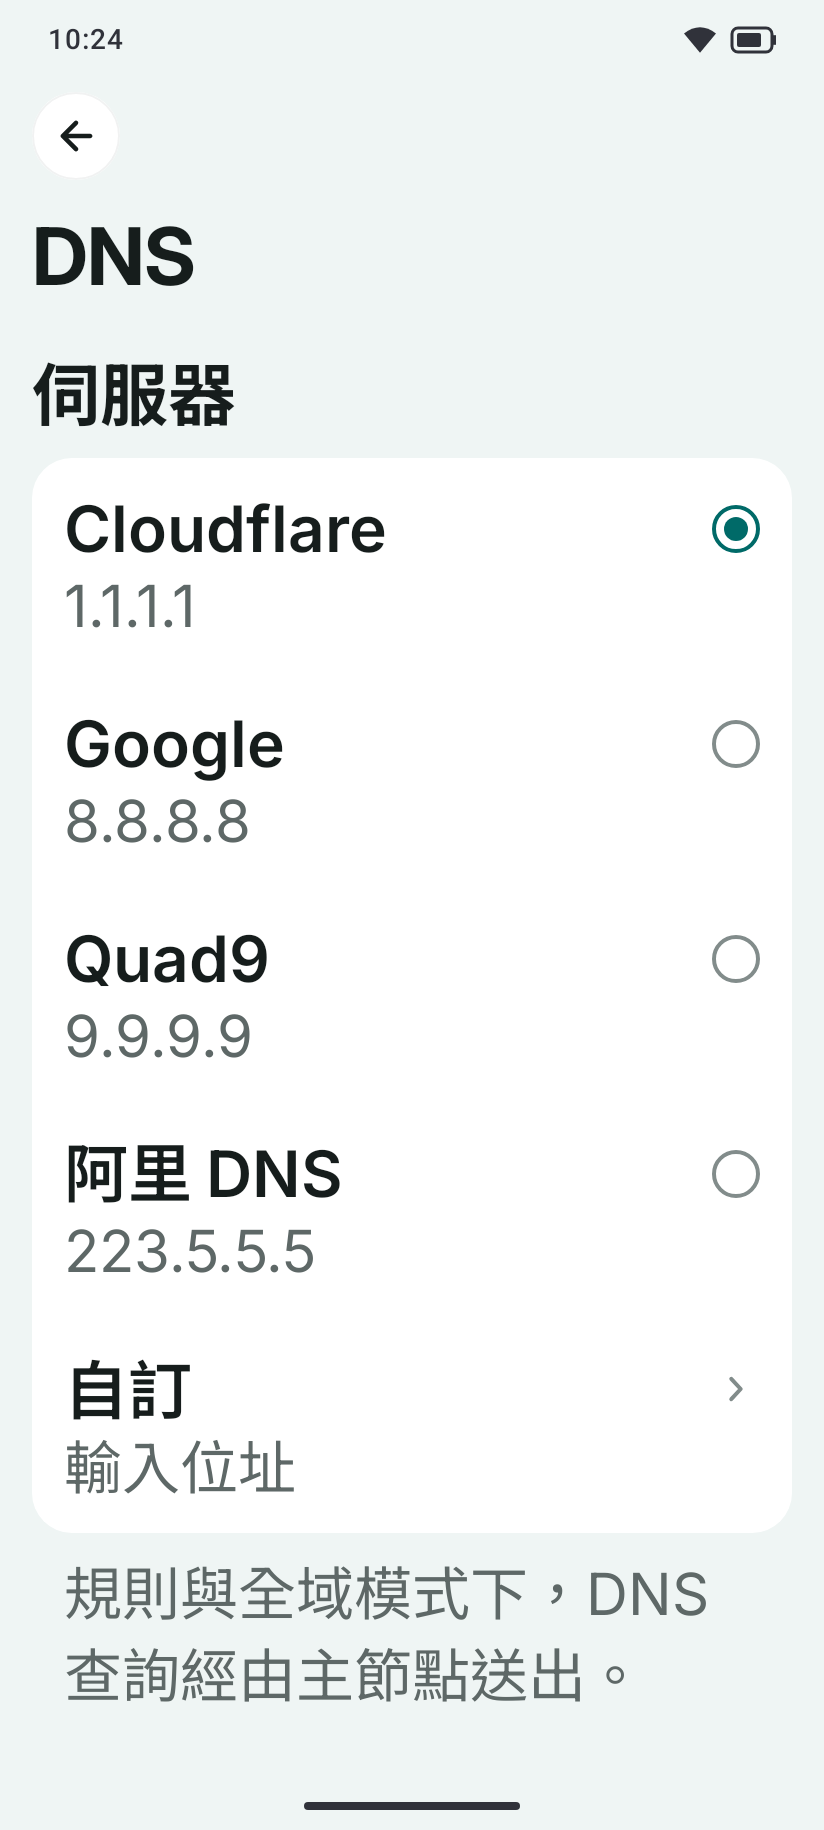 10:24
DNS
伺服器
Cloudflare
1.1.1.1
Google
8.8.8.8
Quad9
9.9.9.9
阿里 DNS
223.5.5.5
自訂
輸入位址
規則與全域模式下，DNS
查詢經由主節點送出。